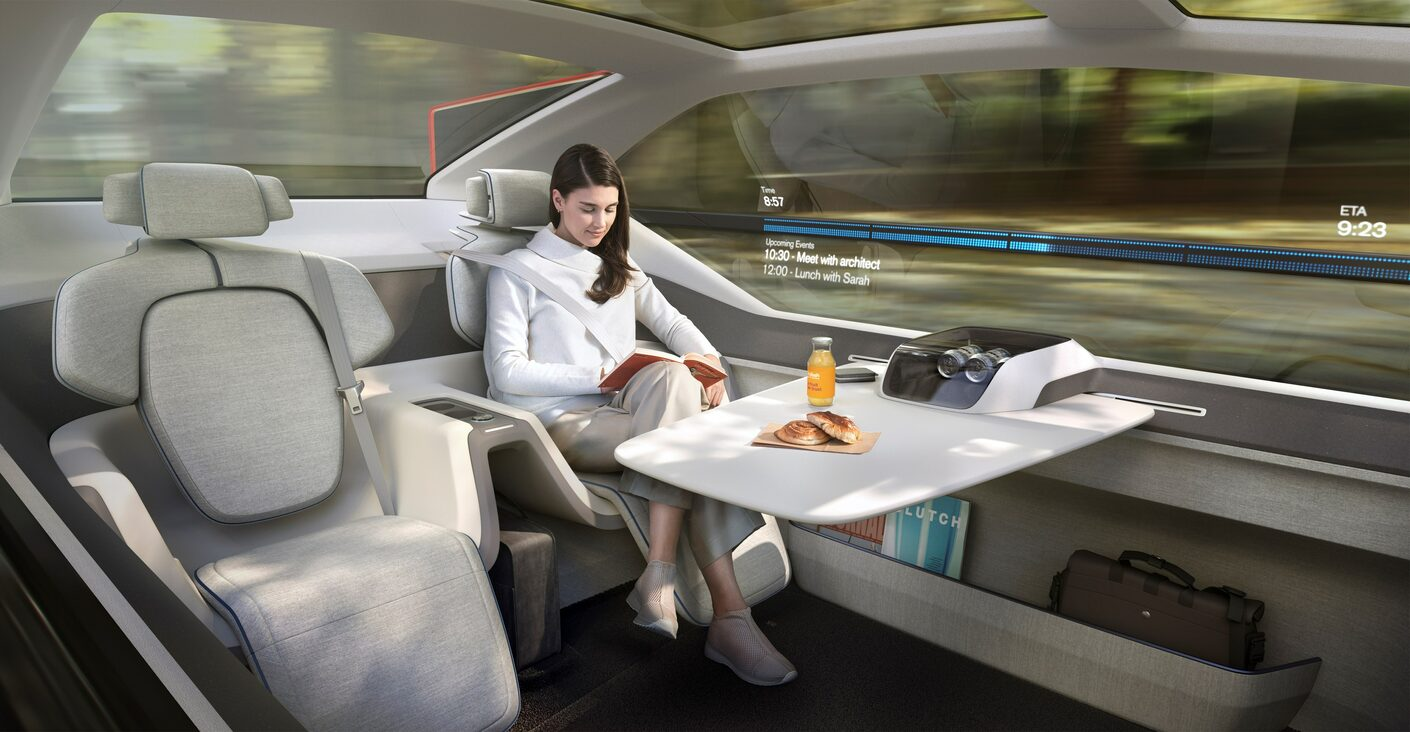 Time
8:57
ETA
9:23
Upcoming Events
10:30 - Meet with architect
12:00 - Lunch with Sarah
LUTCH